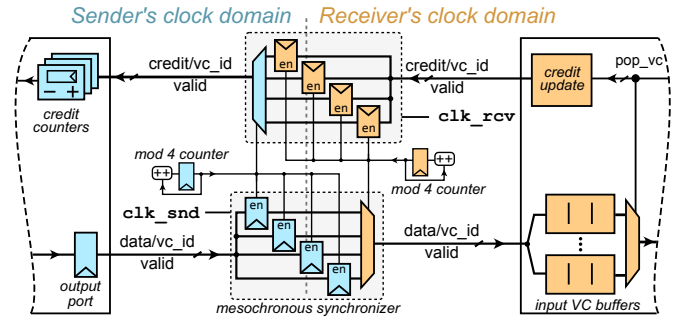 Sender's clock domain
Receiver's clock domain
en
en
en
en
credit/vc_id
valid
credit/vc_id
valid
credit
update
pop_vc
− +
credit
counters
clk_rcv
mod 4 counter
++
++
mod 4 counter
clk_snd
en
en
en
en
data/vc_id
valid
data/vc_id
valid
output
port
mesochronous synchronizer
input VC buffers